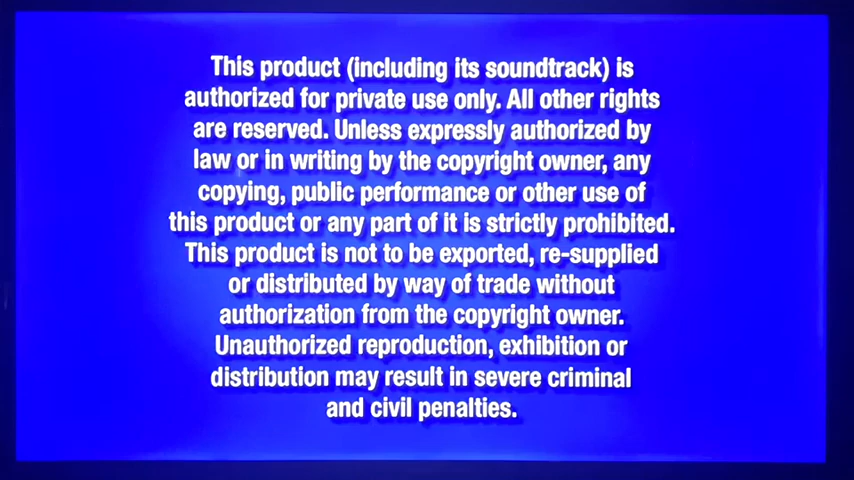 This product (including its soundtrack) is
authorized for private use only. All other rights
are reserved. Unless expressly authorized by
law or in writing by the copyright owner, any
copying, public performance or other use of
this product or any part of it is strictly prohibited.
This product is not to be exported, re-supplied
or distributed by way of trade without
authorization from the copyright owner.
Unauthorized reproduction, exhibition or
distribution may result in severe criminal
and civil penalties.